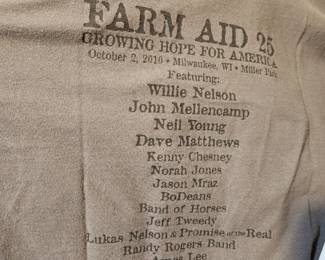 FARM AID 25
GROWING HOPE FOR AMERICA
October 2, 2010 • Milwaukee, WI • Miller Park
Featuring:
Willie Nelson
John Mellencamp
Neil Young
Dave Matthews
Kenny Chesney
Norah Jones
Jason Mraz
BoDeans
Band of Horses
Jeff Tweedy
Lukas Nelson & Promise of the Real
Randy Rogers Band
Lee